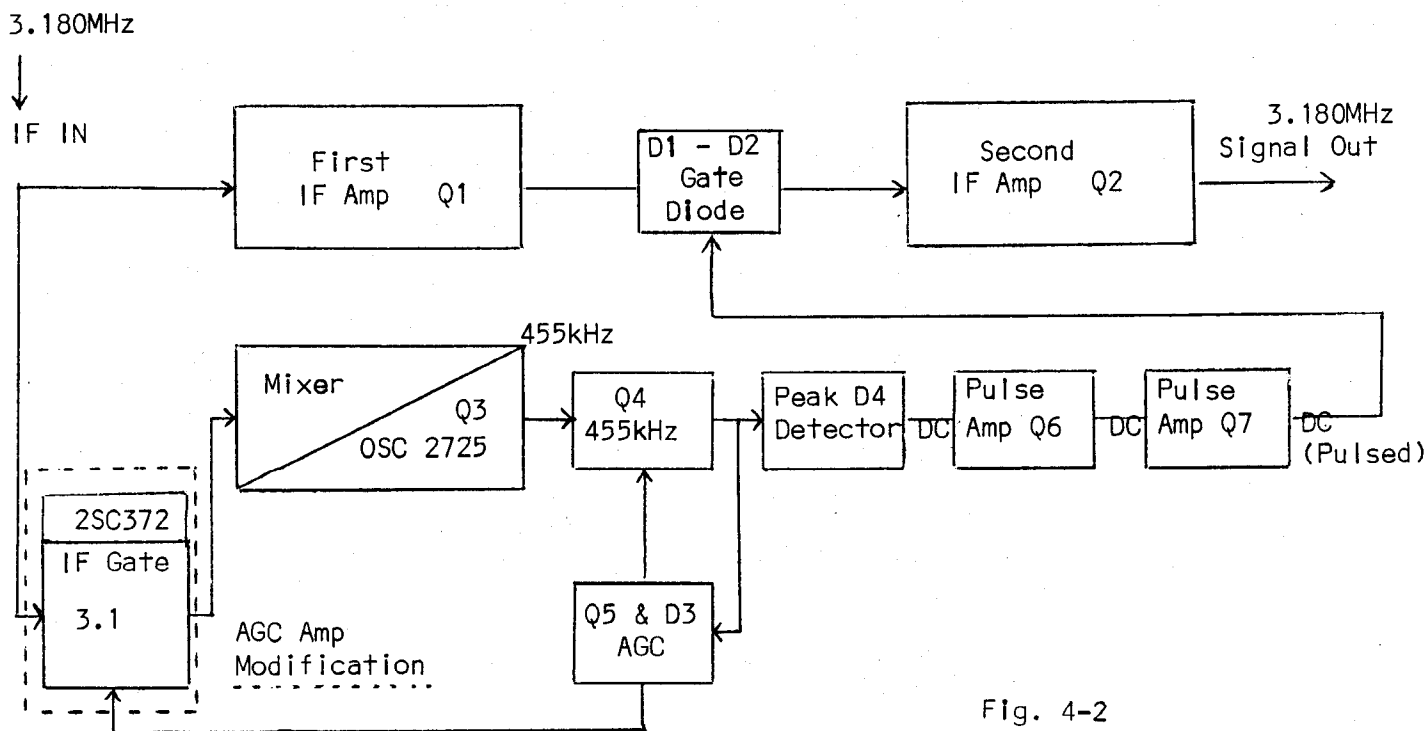 3.180MHz
IF IN
First
IF Amp Q1
D1 - D2
Gate
Diode
Second
IF Amp Q2
3.180MHz
Signal Out
455kHz
Mixer
Q3
OSC 2725
Q4
455kHz
Peak D4
Detector
DC
Pulse
Amp Q6
DC
Pulse
Amp Q7
DC
(Pulsed)
2SC372
IF Gate
3.1
AGC Amp
Modification
Q5 & D3
AGC
Fig. 4-2